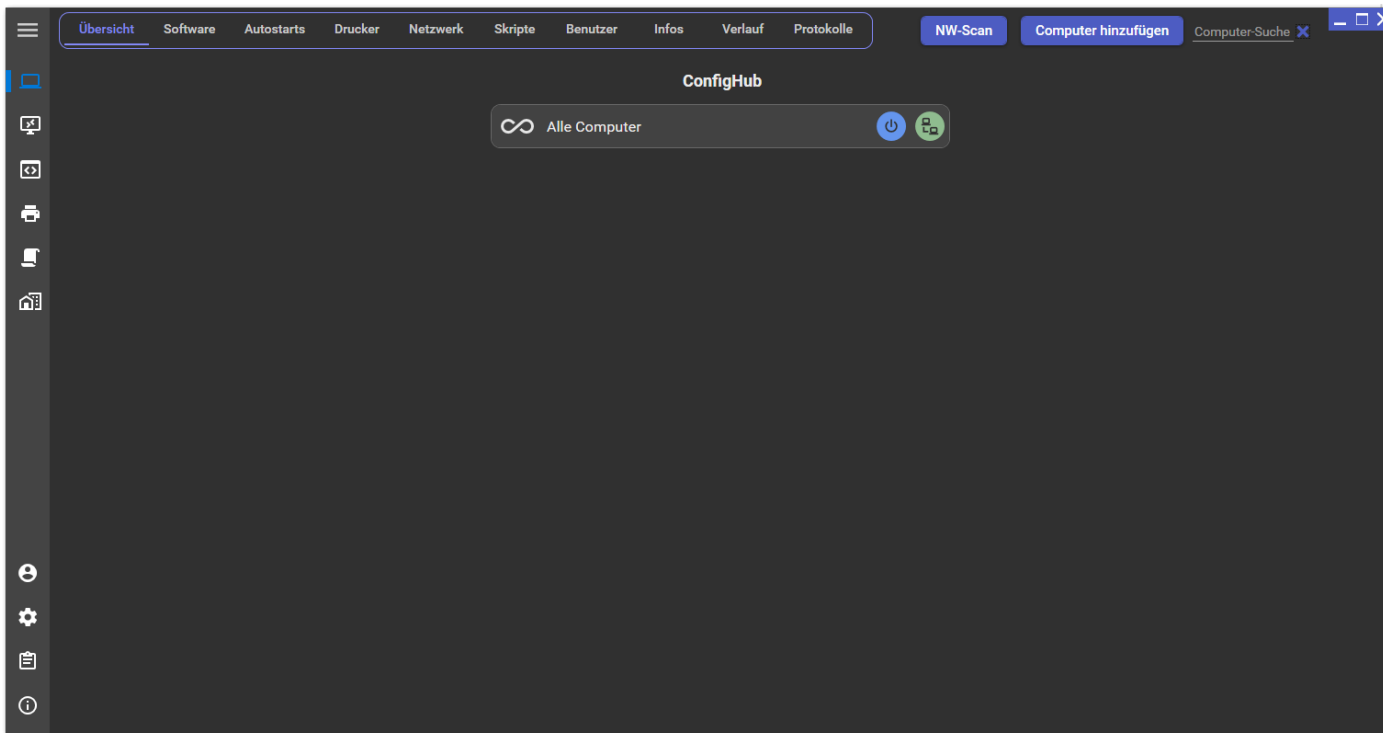 Übersicht Software Autostarts Drucker Netzwerk Skripte Benutzer Infos Verlauf Protokolle NW-Scan Computer hinzufügen Computer-Suche
ConfigHub
Alle Computer